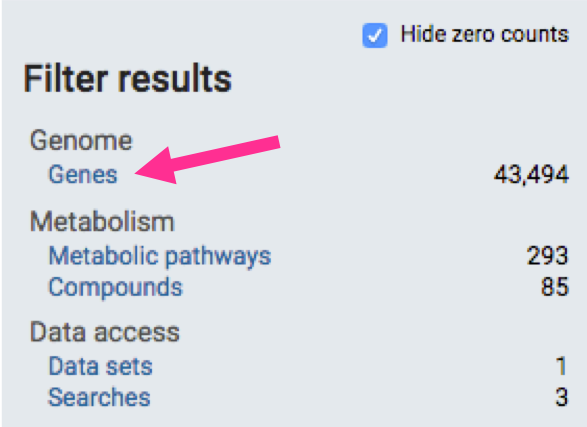 Hide zero counts
Filter results
Genome
Genes 43,494
Metabolism
Metabolic pathways 293
Compounds 85
Data access
Data sets 1
Searches 3